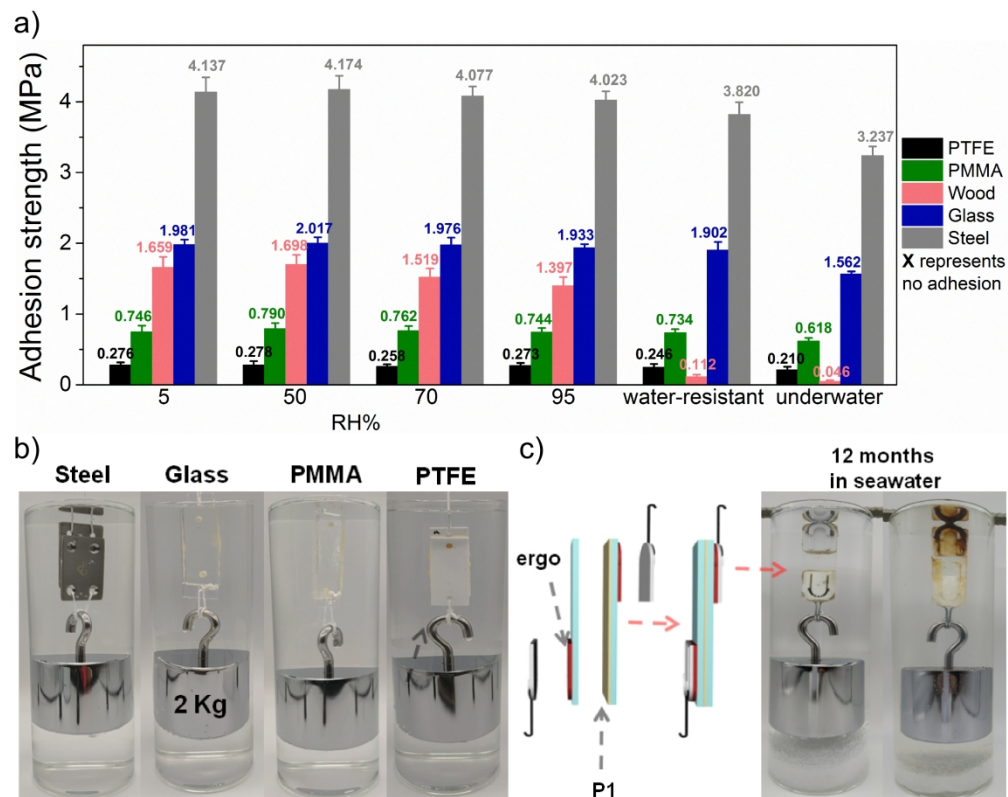 a)
Adhesion strength (MPa)
4
3
2
1
0
0.276
0.746
1.659
1.981
4.137
0.278
0.790
1.698
2.017
4.174
0.258
0.762
1.519
1.976
4.077
0.273
0.744
1.397
1.933
4.023
0.246
0.734
0.112
1.902
3.820
0.210
0.618
0.046
1.562
3.237
5
50
70
95
water-resistant
underwater
RH%
PTFE
PMMA
Wood
Glass
Steel
X represents
no adhesion
b)
Steel
Glass
PMMA
PTFE
2 Kg
c)
ergo
P1
12 months
in seawater